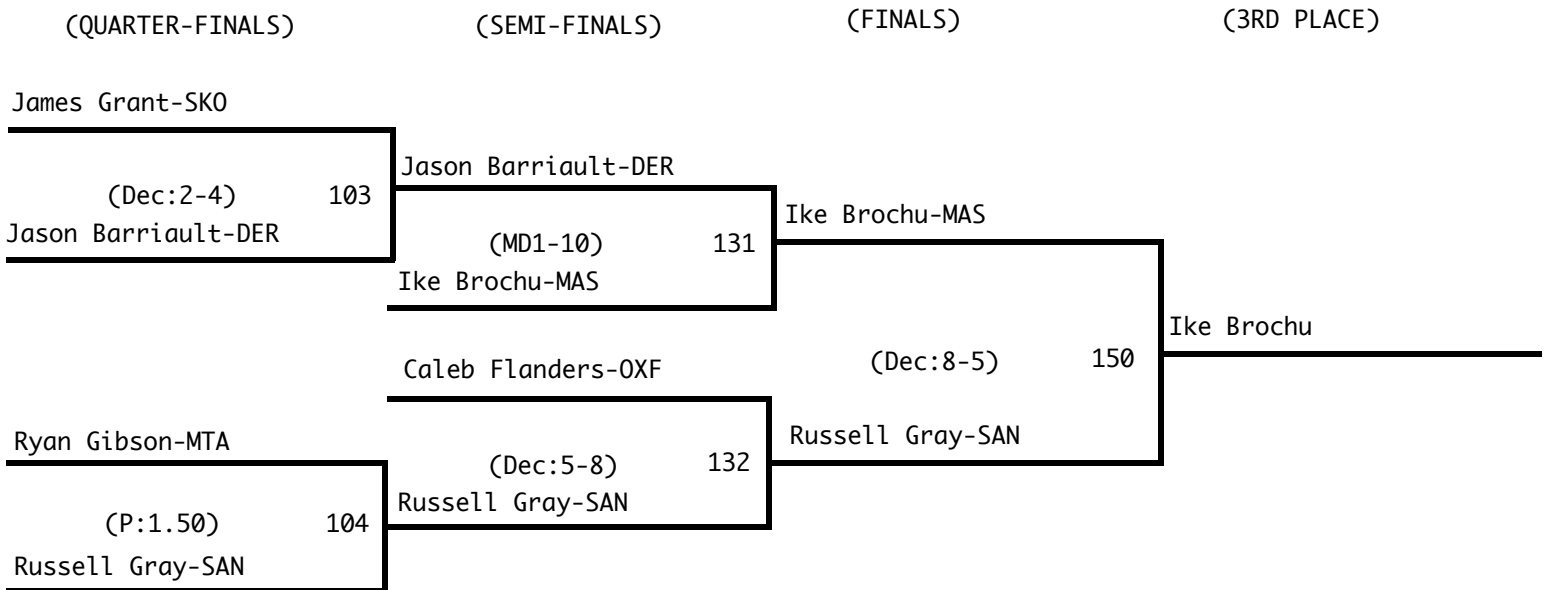 (QUARTER-FINALS) (SEMI-FINALS) (FINALS) (3RD PLACE)
James Grant-SKO
(Dec:2-4) 103
Jason Barriault-DER
Jason Barriault-DER
(MD1-10) 131
Ike Brochu-MAS
Ike Brochu-MAS
(Dec:8-5) 150
Ike Brochu
Caleb Flanders-OXF
(Dec:5-8) 132
Russell Gray-SAN
Russell Gray-SAN
Ryan Gibson-MTA
(P:1.50) 104
Russell Gray-SAN